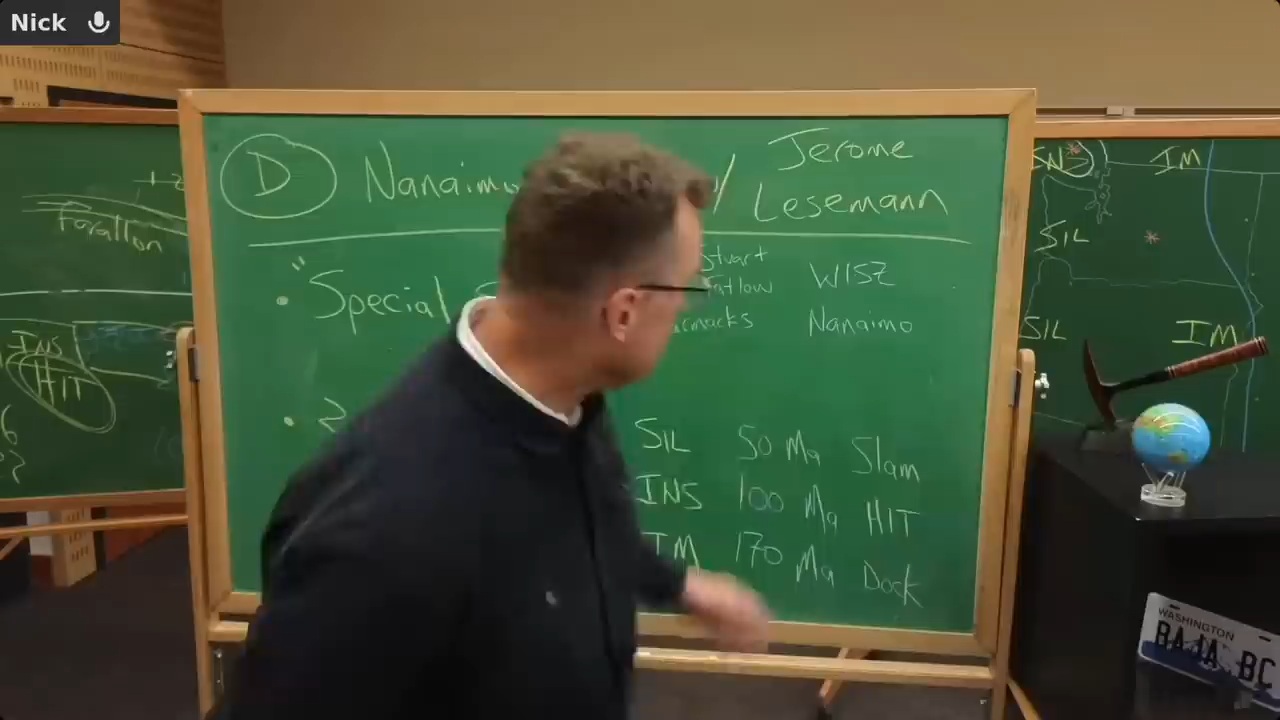 Nick
D Nanaimo w/ Jerome
Lesemann
"Special
Stuart
WISZ
Nanaimo
SIL 50 Ma Slam
INS 100 Ma HIT
IM 170 Ma Dock
Farallon
INS
HIT
IM
SIL
SIL IM
WASHINGTON
BAJA BC